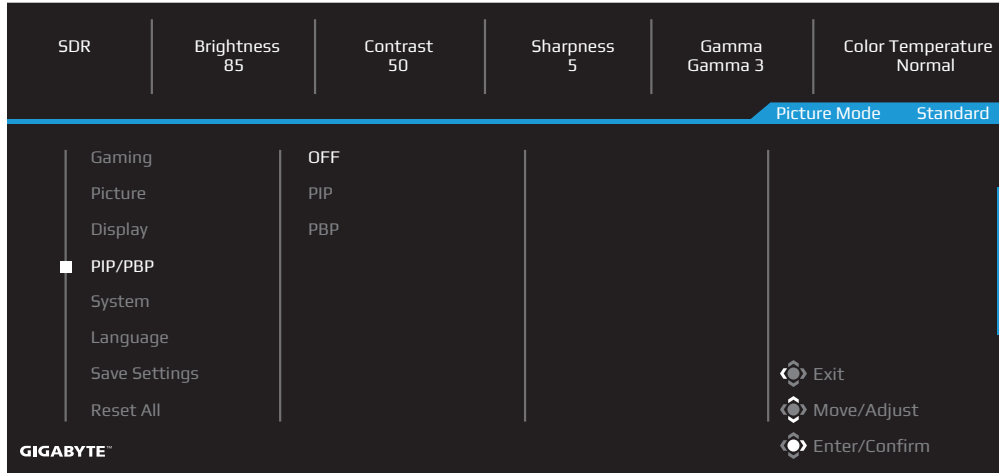 SDR
Brightness
85
Contrast
50
Sharpness
5
Gamma
Gamma 3
Color Temperature
Normal
Picture Mode Standard
Gaming
Picture
Display
PIP/PBP
System
Language
Save Settings
Reset All
OFF
PIP
PBP
Exit
Move/Adjust
Enter/Confirm
GIGABYTE™